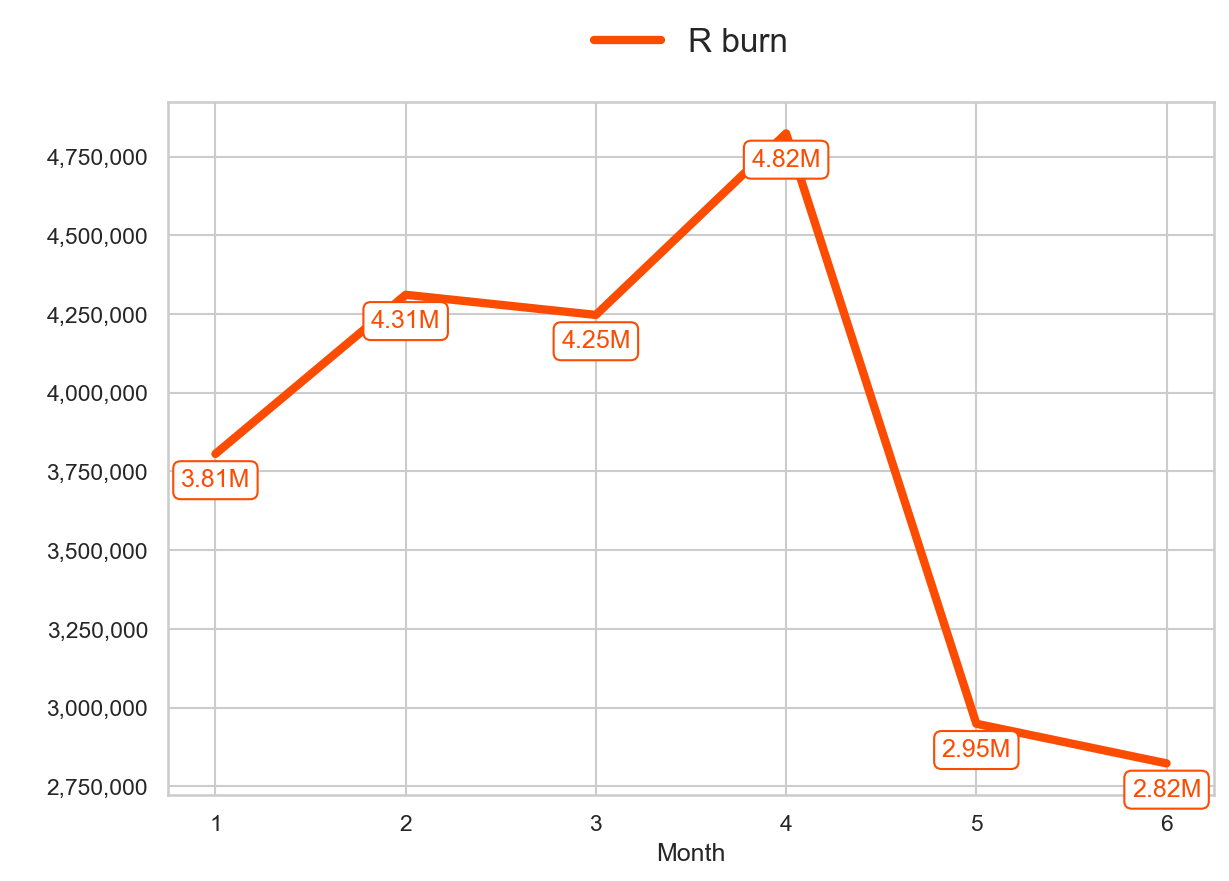 R burn
4,750,000
4,500,000
4,250,000
4,000,000
3,750,000
3,500,000
3,250,000
3,000,000
2,750,000
3.81M
4.31M
4.25M
4.82M
2.95M
2.82M
1 2 3 4 5 6
Month